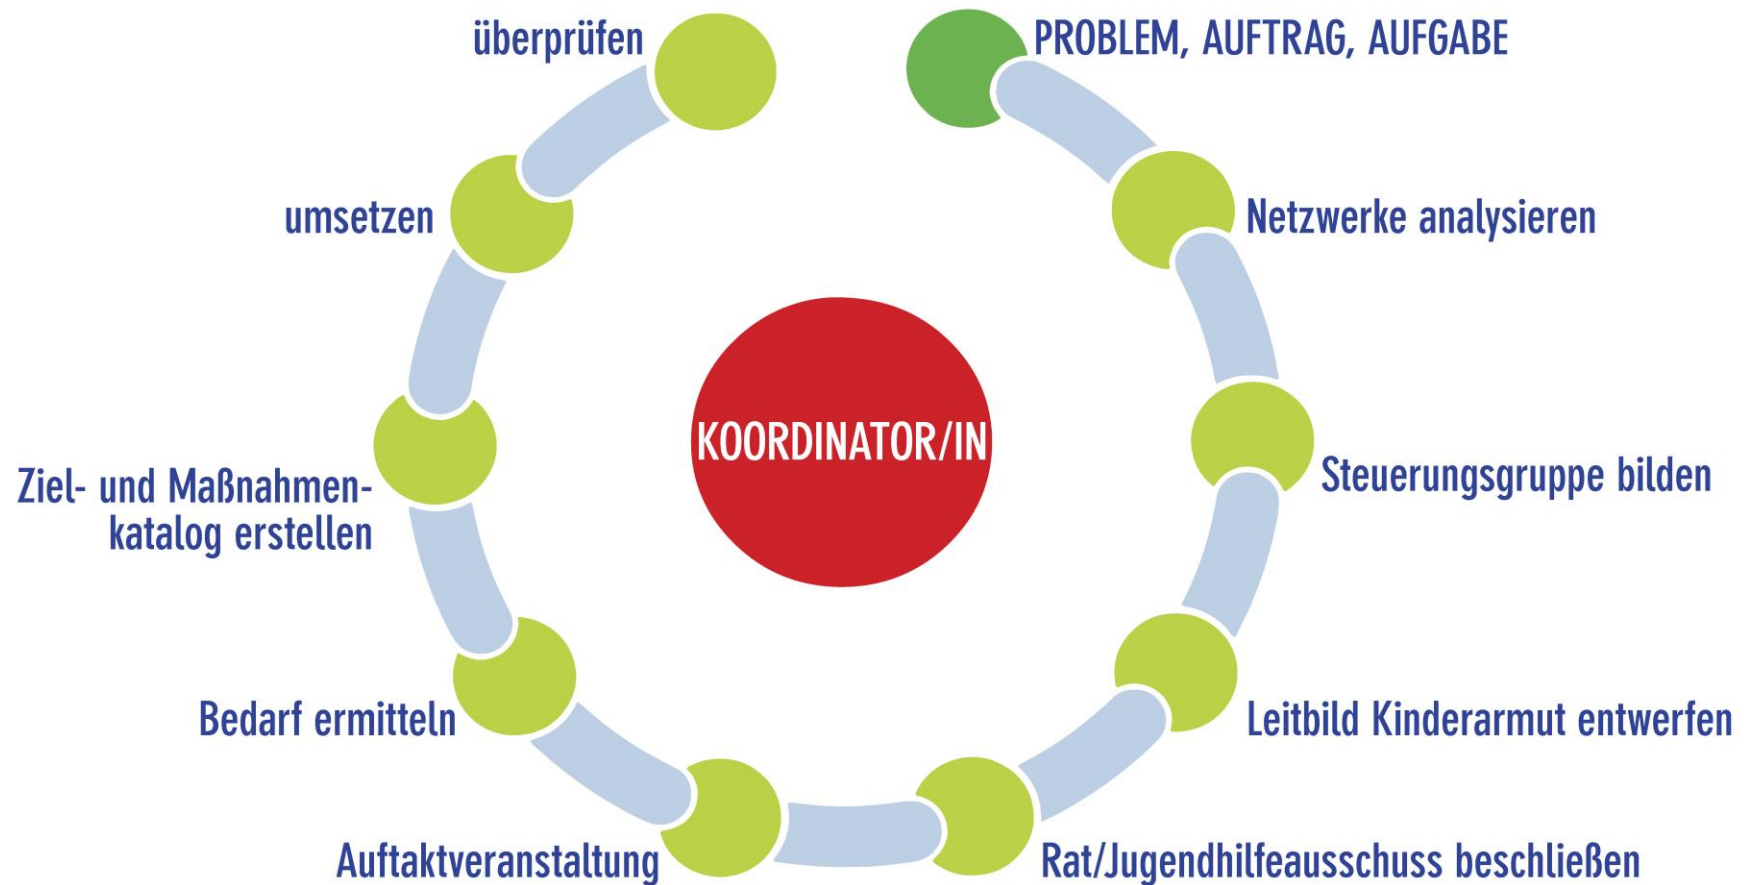 PROBLEM, AUFTRAG, AUFGABE
Netzwerke analysieren
Steuerungsgruppe bilden
Leitbild Kinderarmut entwerfen
Rat/Jugendhilfeausschuss beschließen
Auftaktveranstaltung
Bedarf ermitteln
Ziel- und Maßnahmen-
katalog erstellen
umsetzen
überprüfen
KOORDINATOR/IN